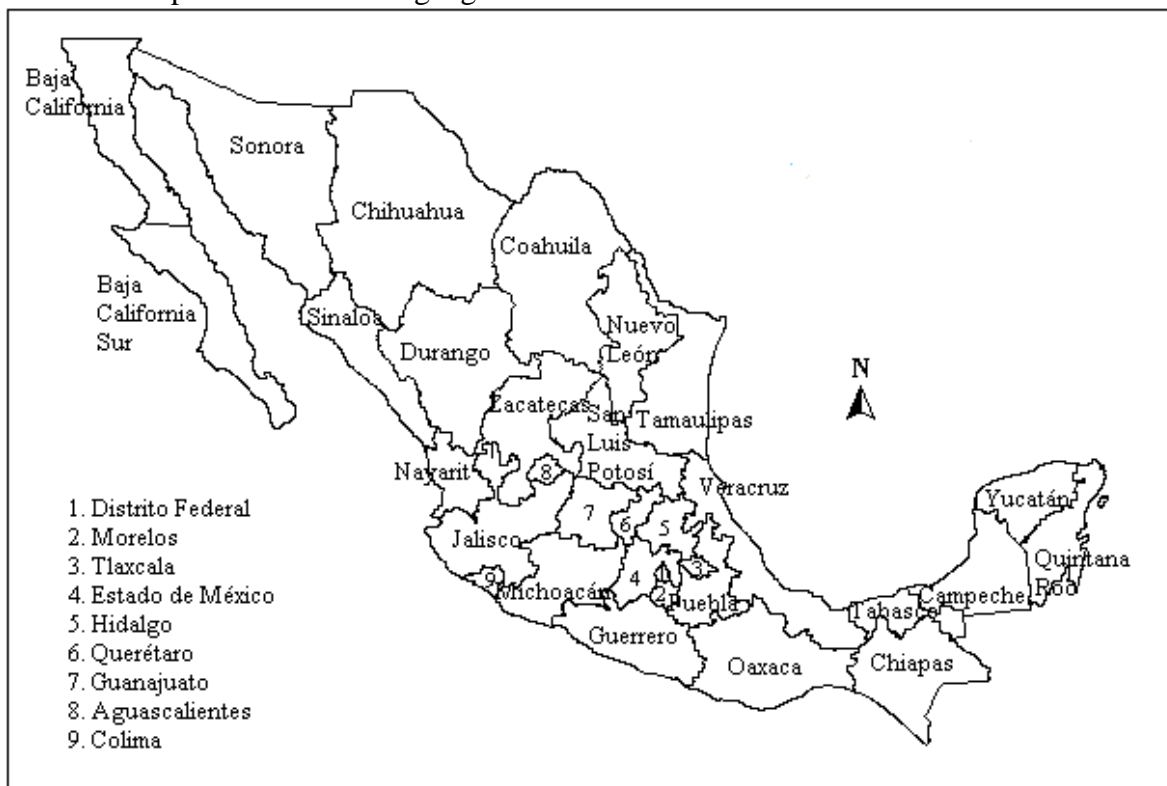 Baja
California
Sonora
Chihuahua
Coahuila
Baja
California
Sur
Sinaloa
Nuevo
León
Durango
N
Zacatecas
San
Luis
Potosí
Tamaulipas
Nayarit
8
Veracruz
Yucatán
7
6
5
Jalisco
Quintana
Roo
4
1
3
9
Michoacán
2
Puebla
Tabasco
Campeche
Guerrero
Oaxaca
Chiapas
1. Distrito Federal
2. Morelos
3. Tlaxcala
4. Estado de México
5. Hidalgo
6. Querétaro
7. Guanajuato
8. Aguascalientes
9. Colima